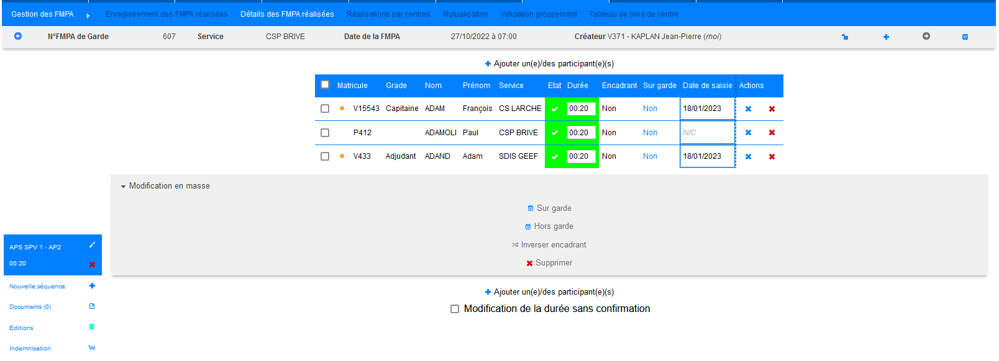 Gestion des FMPA Enregistrement des FMPA réalisées Détails des FMPA réalisées Réalisations par centres Mutualisation Validation groupement Tableau de bord du centre
N°FMPA de Garde 607 Service CSP BRIVE Date de la FMPA 27/10/2022 à 07:00 Créateur V371 - KAPLAN Jean-Pierre (moi)
Ajouter un(e)/des participant(e)(s)
Matricule Grade Nom Prénom Service Etat Durée Encadrant Sur garde Date de saisie Actions
V15543 Capitaine ADAM François CS LARCHE 00:20 Non Non 18/01/2023
P412 ADAMOLI Paul CSP BRIVE 00:20 Non Non N/C
V433 Adjudant ADAND Adam SDIS GEEF 00:20 Non Non 18/01/2023
Modification en masse
Sur garde
Hors garde
Inverser encadrant
Supprimer
APS SPV 1 - AP2
00:20
Nouvelle séquence
Documents (0)
Editions
Indemnisation
Ajouter un(e)/des participant(e)(s)
Modification de la durée sans confirmation